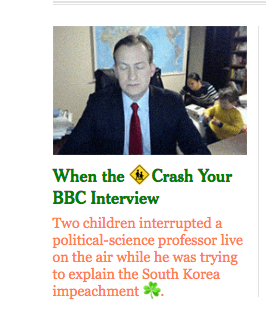 When the 🚸Crash Your
BBC Interview
Two children interrupted a
political-science professor live
on the air while he was trying
to explain the South Korea
impeachment ☘️.